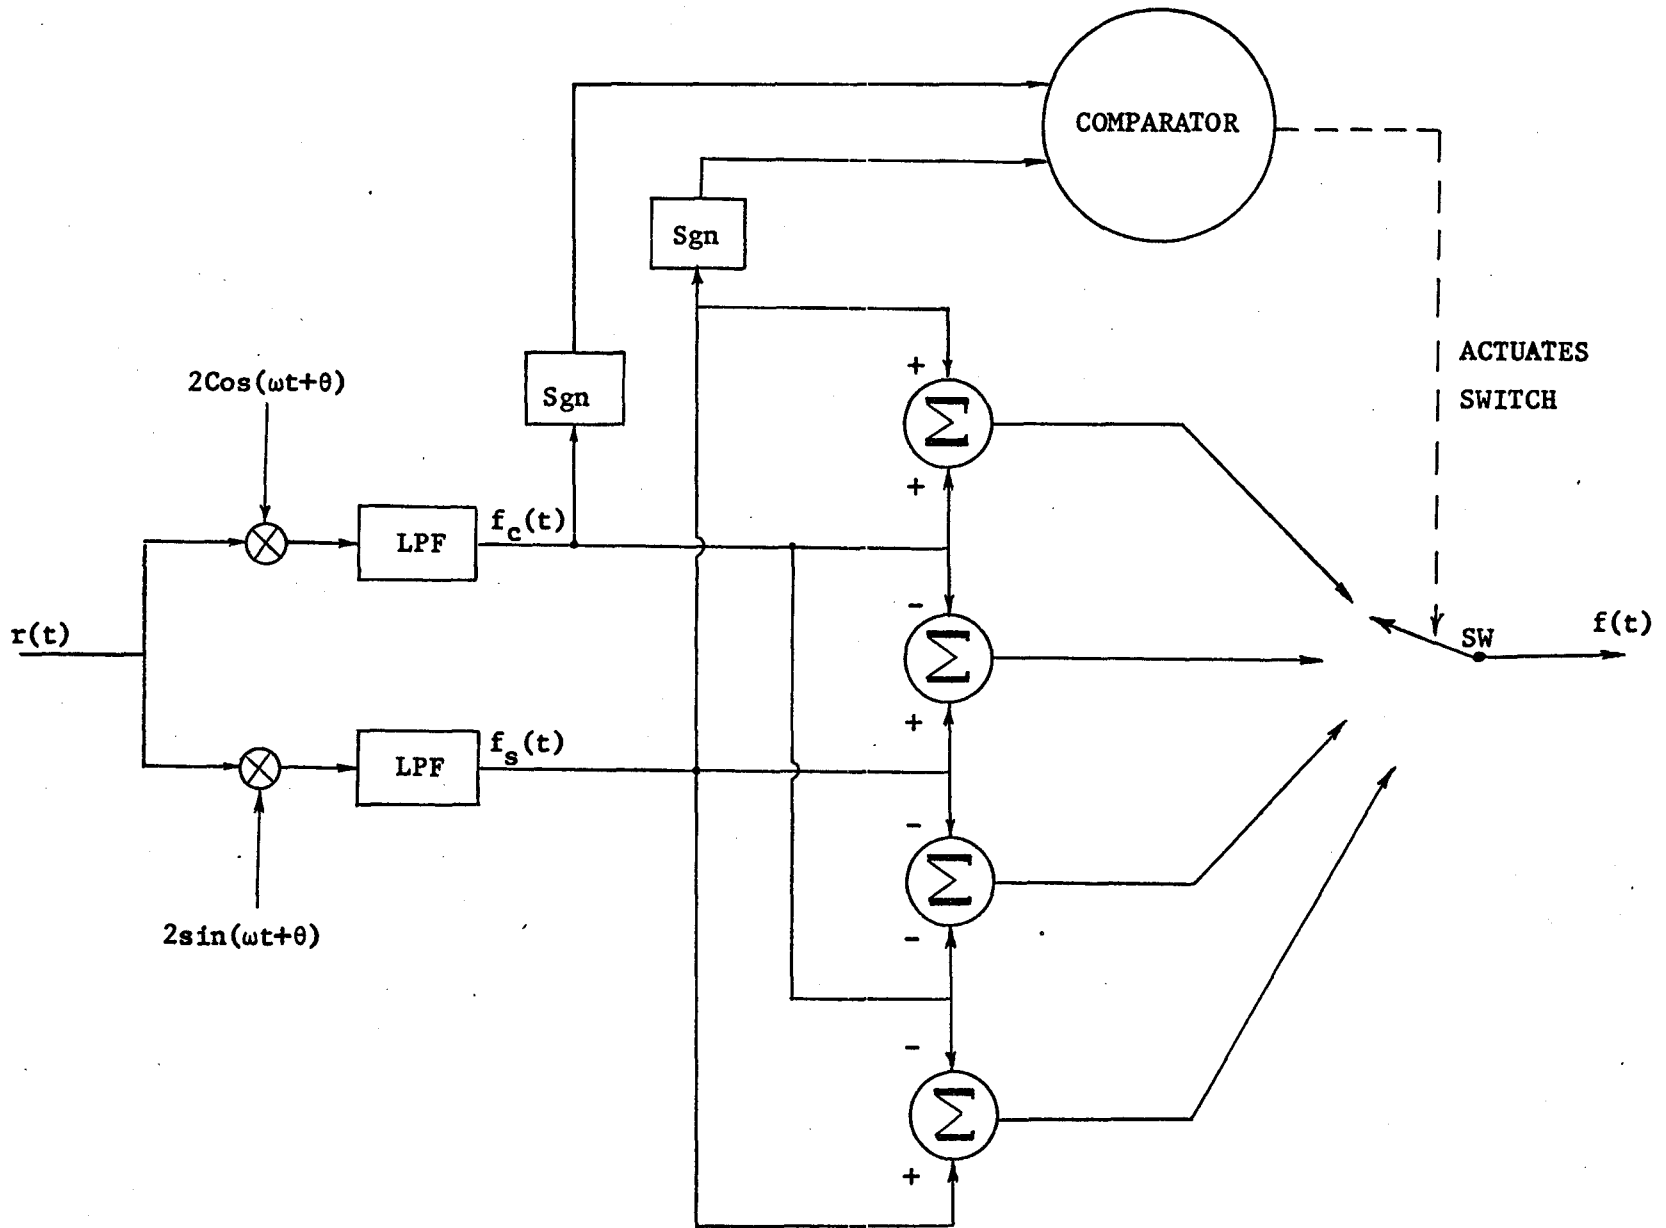 COMPARATOR
Sgn
ACTUATES
SWITCH
2Cos(ωt+θ)
Sgn
+
Σ
+
f_c(t)
LPF
r(t)
-
Σ
+
SW
f(t)
f_s(t)
LPF
-
Σ
-
2sin(ωt+θ)
-
Σ
+